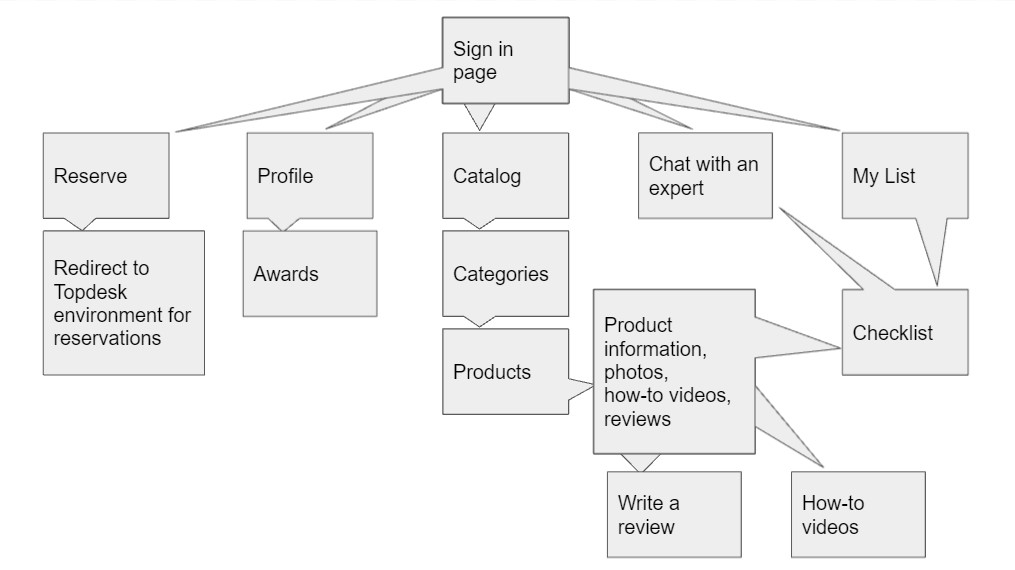 Sign in
page
Reserve
Profile
Catalog
Chat with an
expert
My List
Redirect to
Topdesk
environment for
reservations
Awards
Categories
Product
information,
photos,
how-to videos,
reviews
Checklist
Products
Write a
review
How-to
videos